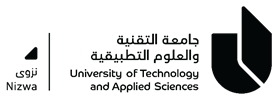 جامعة التقنية
والعلوم التطبيقية
University of Technology
and Applied Sciences
نزوى
Nizwa